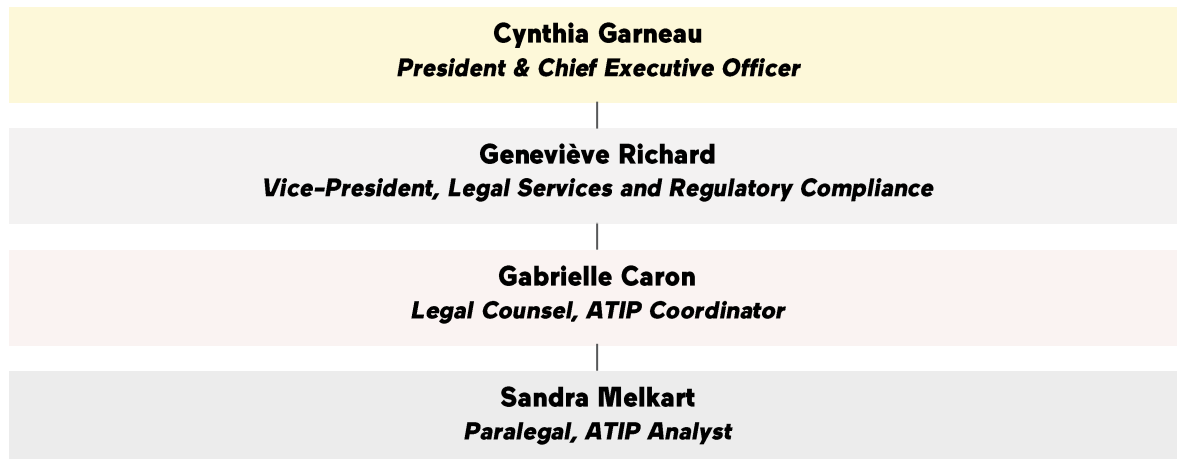 Cynthia Garneau
President & Chief Executive Officer
Geneviève Richard
Vice-President, Legal Services and Regulatory Compliance
Gabrielle Caron
Legal Counsel, ATIP Coordinator
Sandra Melkart
Paralegal, ATIP Analyst